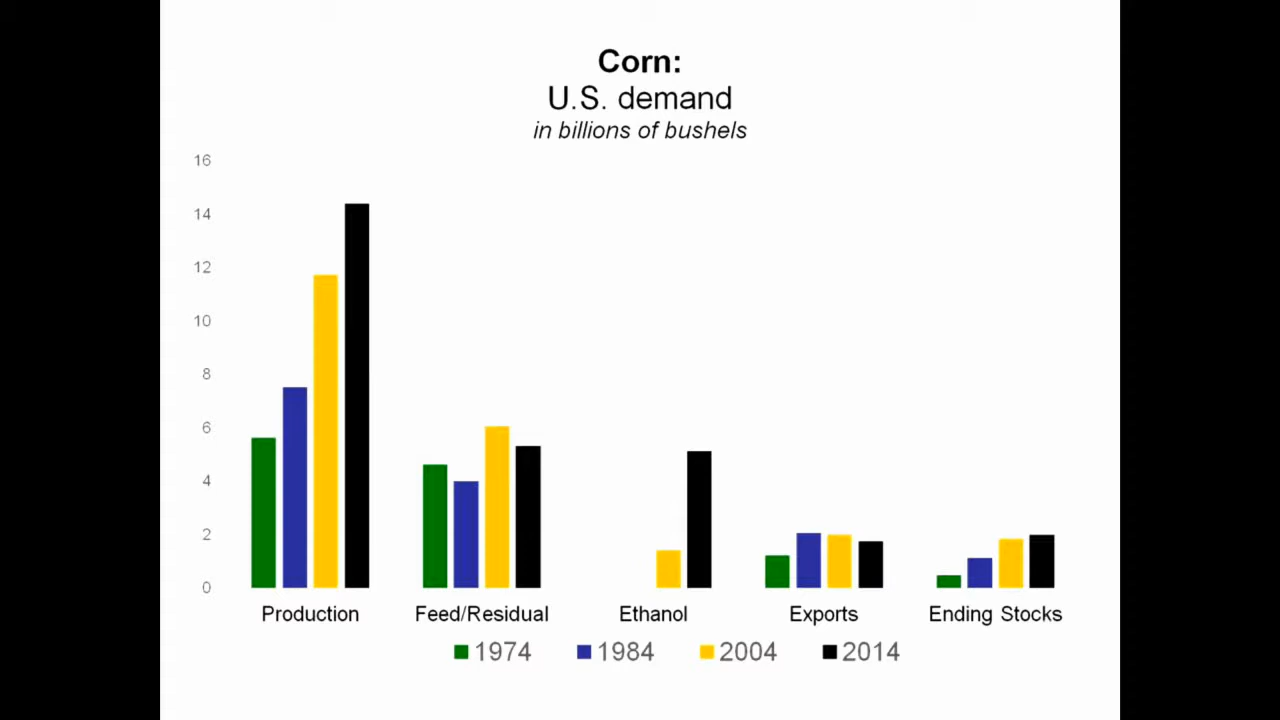 Corn:
U.S. demand
in billions of bushels
16
14
12
10
8
6
4
2
0
Production Feed/Residual Ethanol Exports Ending Stocks
1974 1984 2004 2014